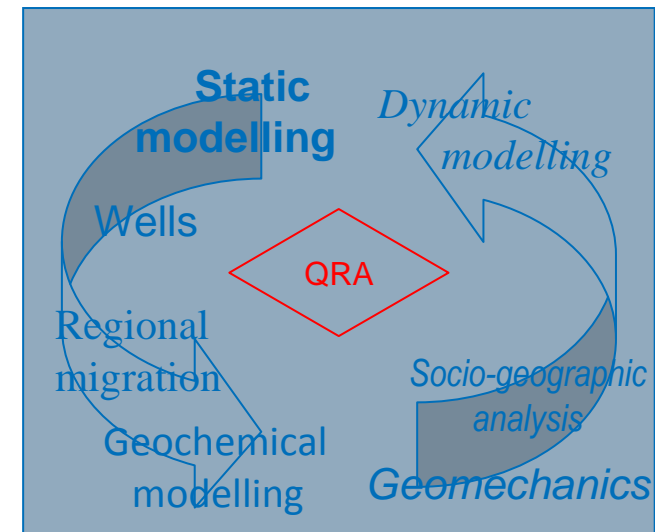 Static
modelling
Dynamic
modelling
Wells
QRA
Regional
migration
Socio-geographic
analysis
Geochemical
modelling
Geomechanics